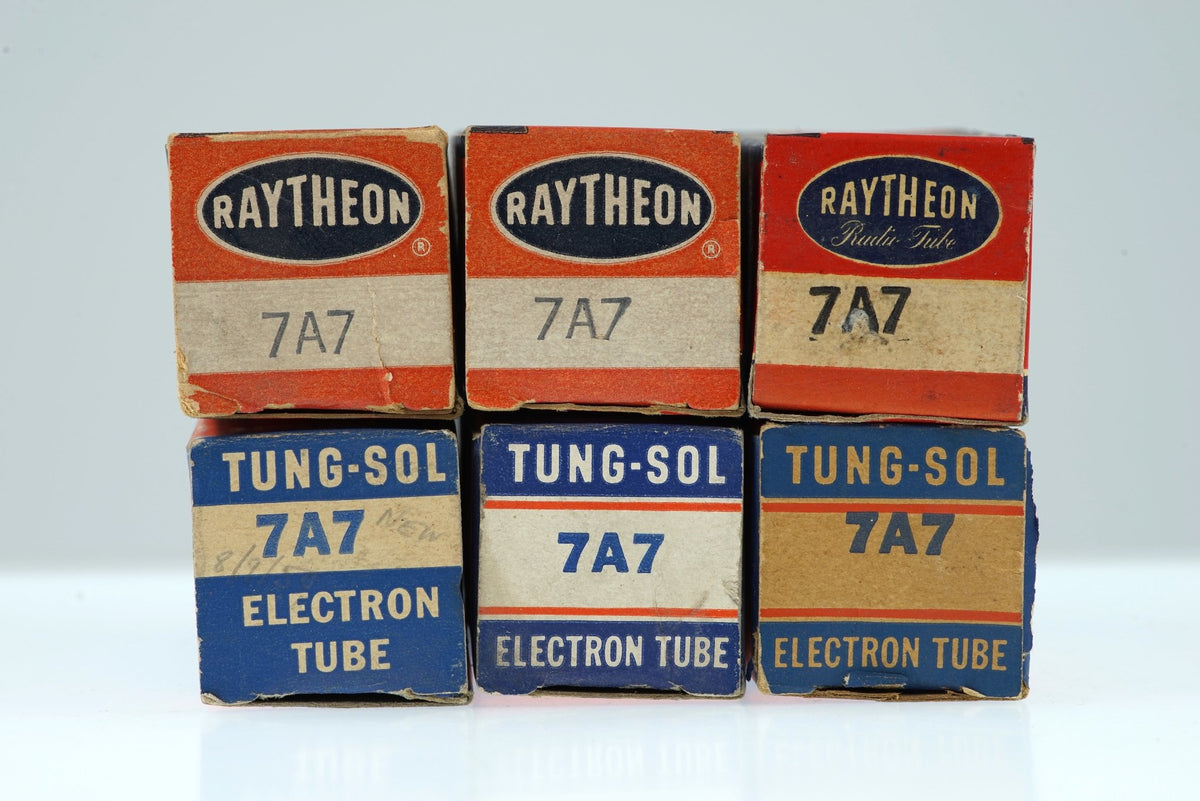 RAYTHEON
®
7A7
RAYTHEON
®
7A7
RAYTHEON
Radio Tube
7A7
TUNG-SOL
7A7 NEW
ELECTRON
TUBE
TUNG-SOL
7A7
ELECTRON TUBE
TUNG-SOL
7A7
ELECTRON TUBE